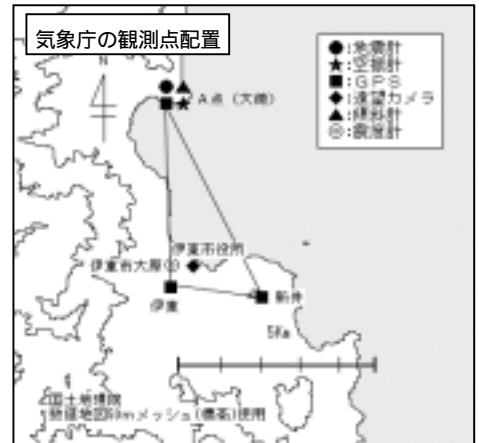 気象庁の観測点配置
N
●:地震計
★:空振計
■:GPS
◆:遠望カメラ
▲:傾斜計
◎:震度計
A点 (大崎)
伊東市役所
伊東市大原
伊東
新井
5Km
国土地理院
数値地図50mメッシュ(標高)使用